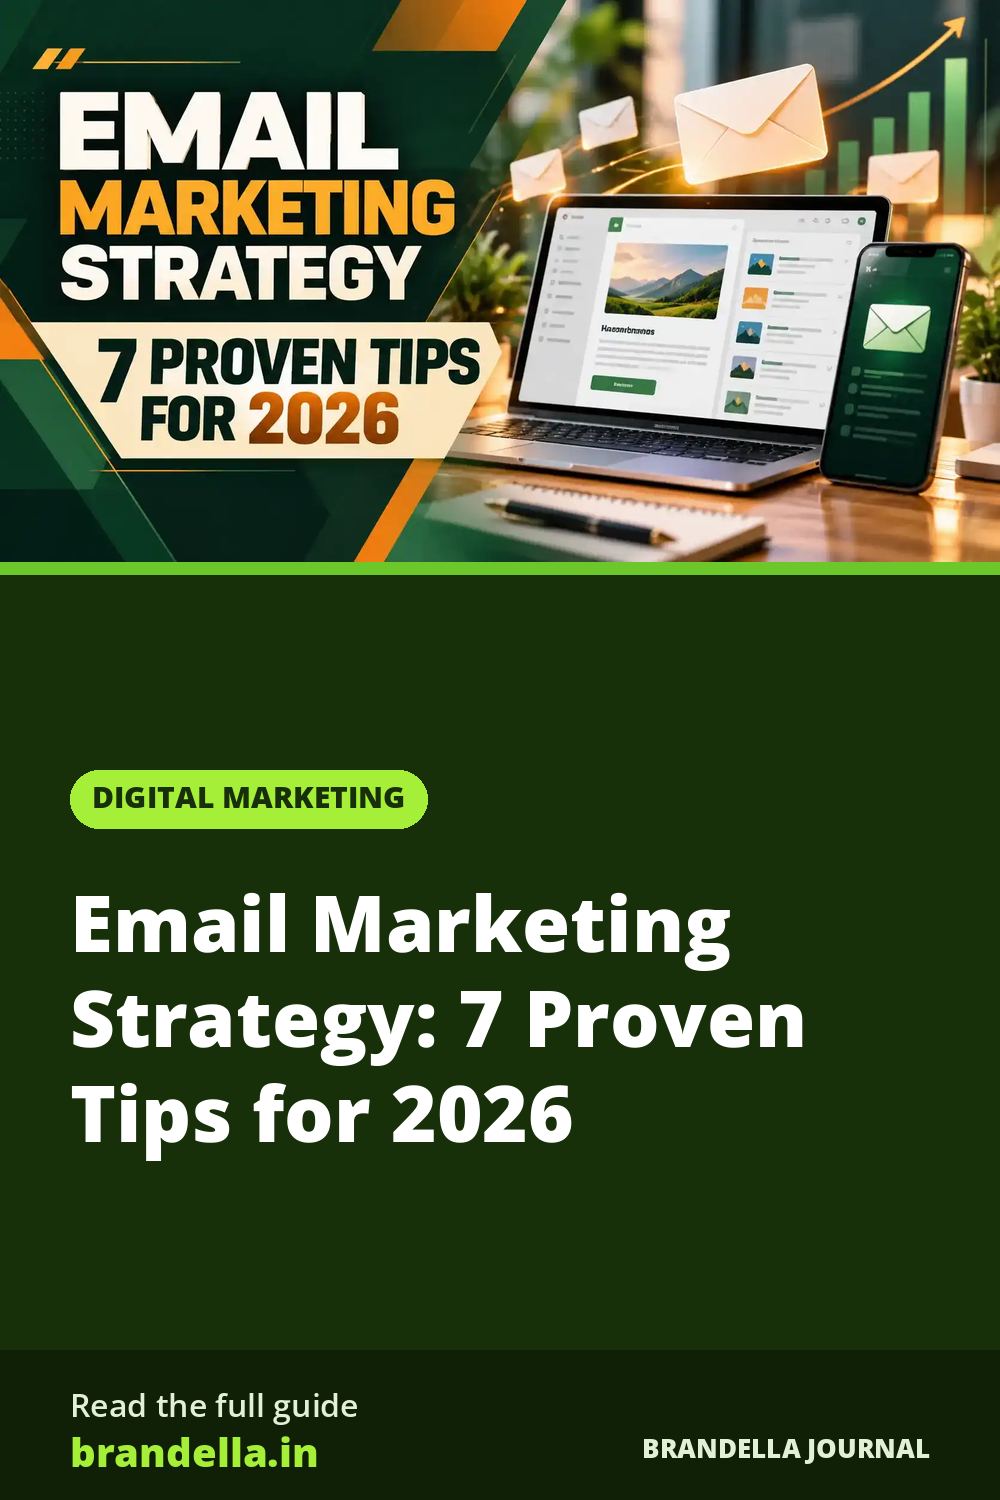 EMAIL
MARKETING
STRATEGY
7 PROVEN TIPS
FOR 2026
DIGITAL MARKETING
Email Marketing
Strategy: 7 Proven
Tips for 2026
Read the full guide
brandella.in
BRANDELLA JOURNAL